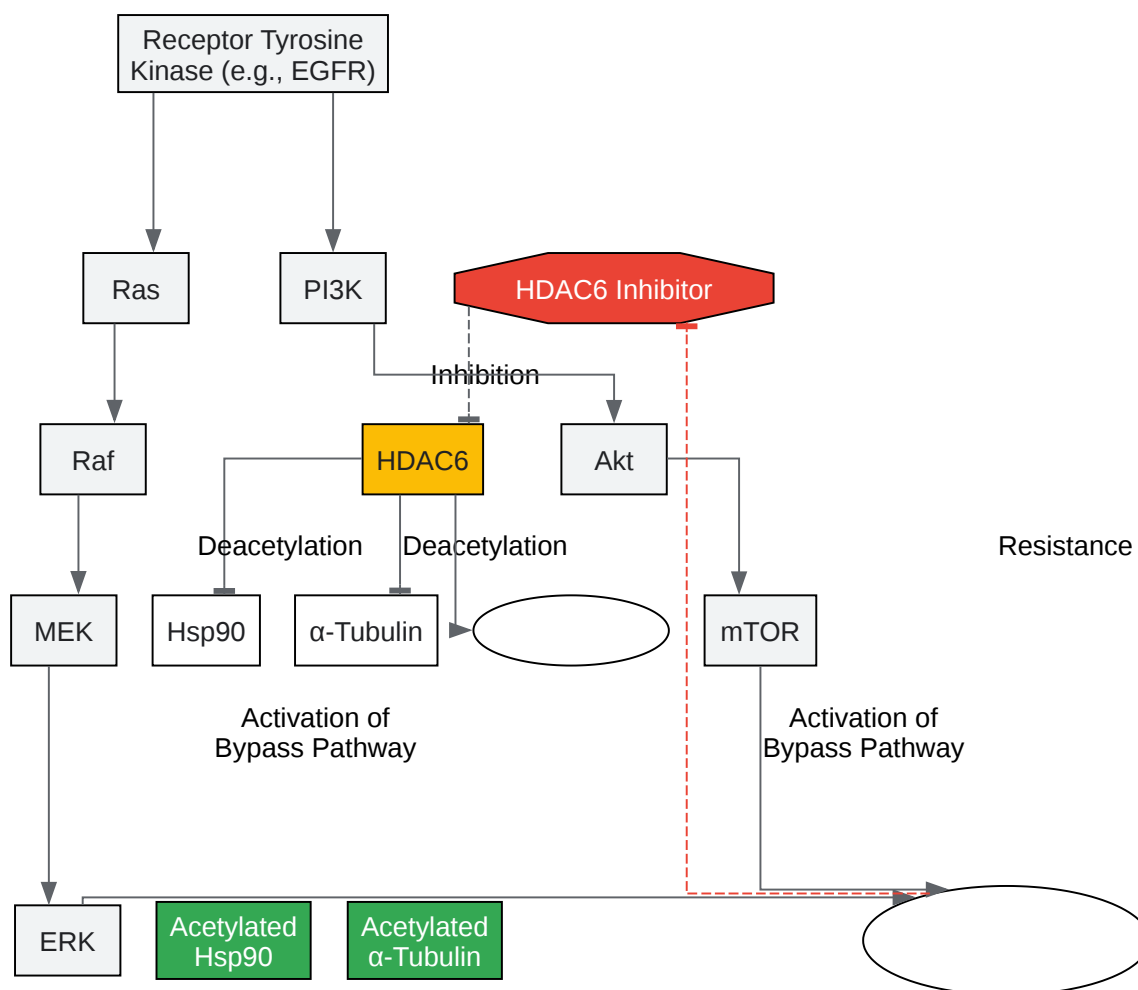 Receptor Tyrosine
Kinase (e.g., EGFR)
Ras
PI3K
HDAC6 Inhibitor
Inhibition
Raf
HDAC6
Akt
Deacetylation
Deacetylation
Resistance
MEK
Hsp90
α-Tubulin
mTOR
Activation of
Bypass Pathway
Activation of
Bypass Pathway
ERK
Acetylated
Hsp90
Acetylated
α-Tubulin